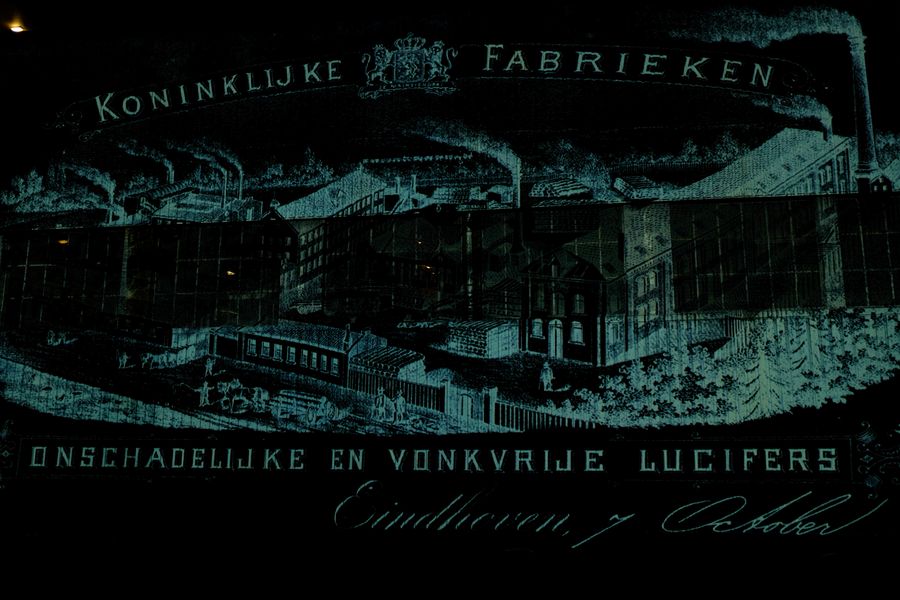 KONINKLIJKE FABRIEKEN
ONSCHADELIJKE EN VONKVRIJE LUCIFERS
Eindhoven, 7 October